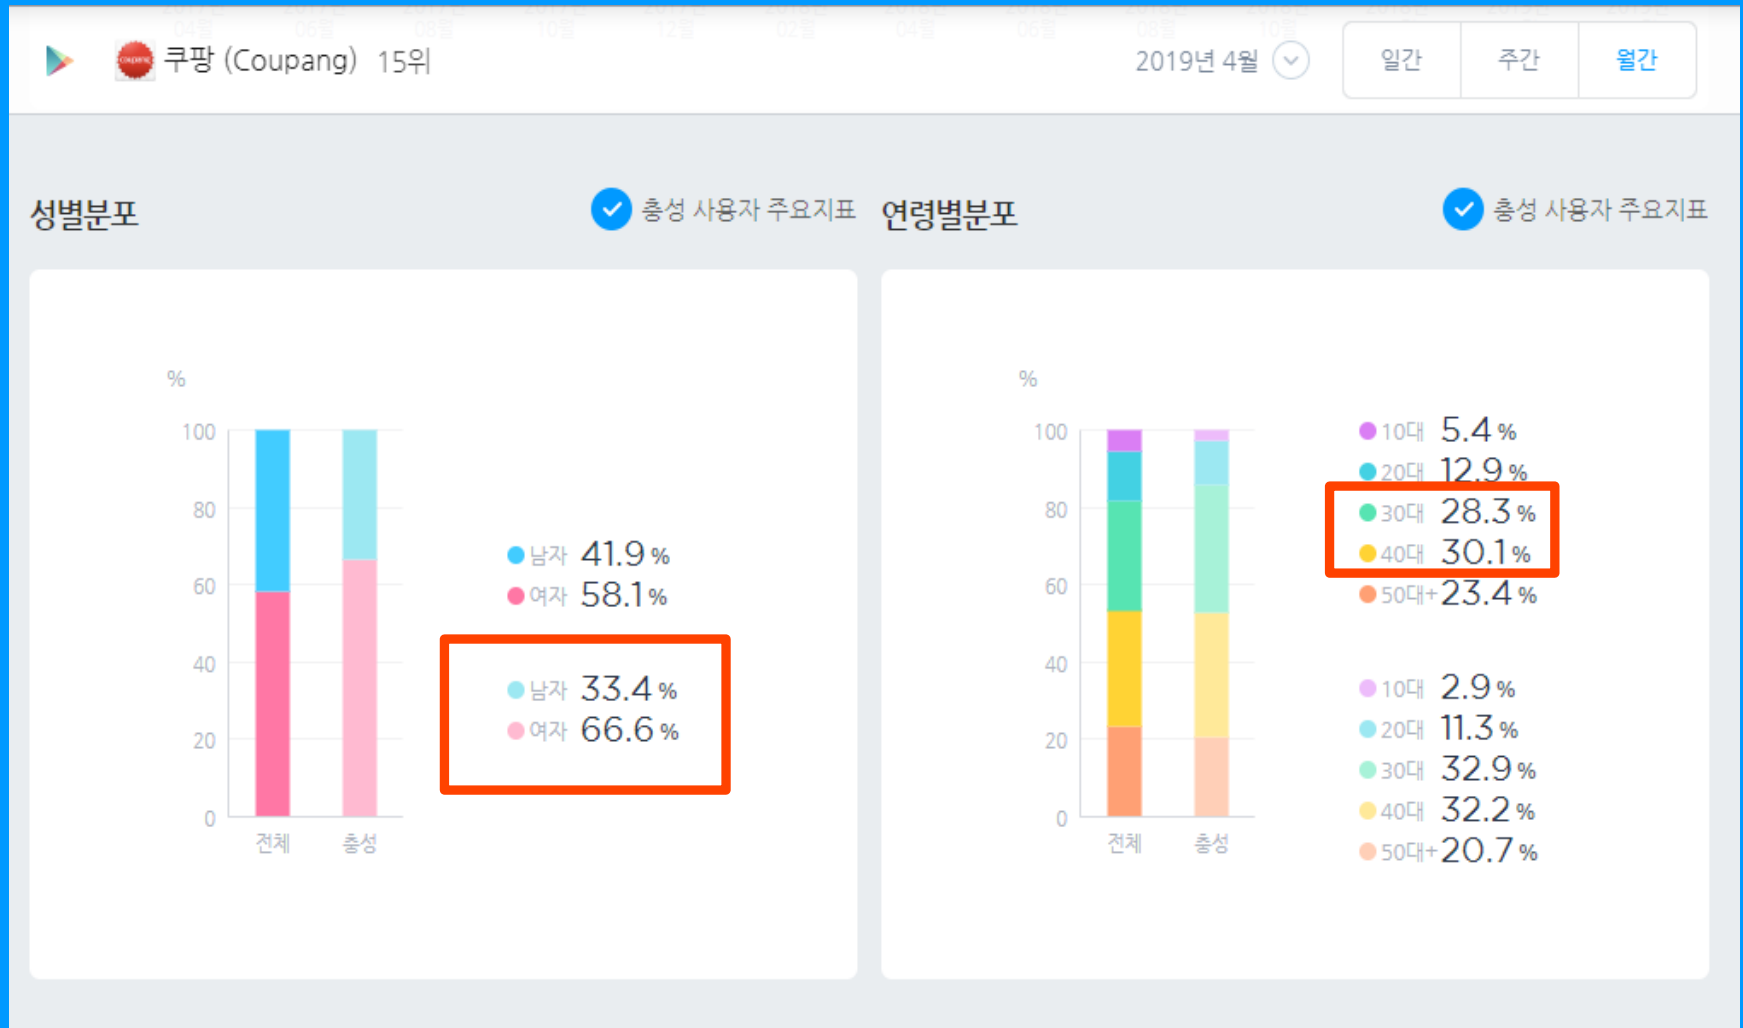 쿠팡 (Coupang) 15위
2019년 4월
일간
주간
월간
성별분포
충성 사용자 주요지표
%
100
80
60
40
20
0
전체
충성
남자 41.9 %
여자 58.1 %
남자 33.4 %
여자 66.6 %
연령별분포
충성 사용자 주요지표
%
100
80
60
40
20
0
전체
충성
10대 5.4 %
20대 12.9 %
30대 28.3 %
40대 30.1 %
50대+ 23.4 %
10대 2.9 %
20대 11.3 %
30대 32.9 %
40대 32.2 %
50대+ 20.7 %